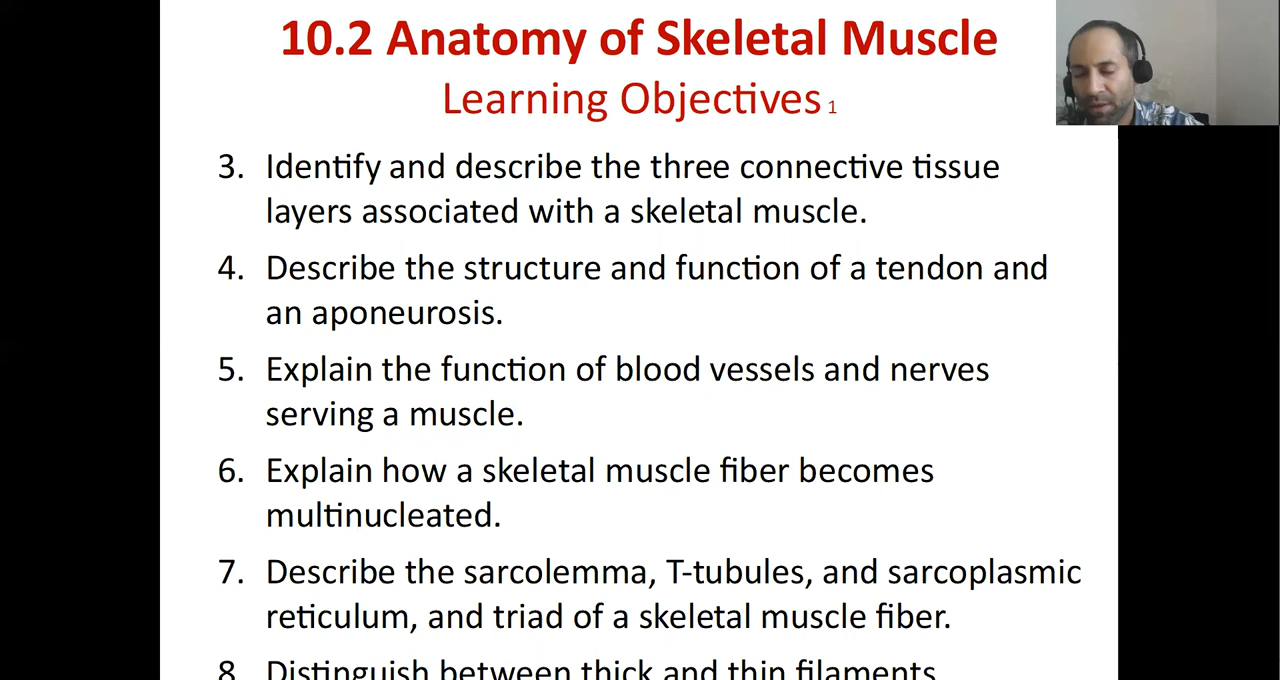 10.2 Anatomy of Skeletal Muscle
Learning Objectives 1
3. Identify and describe the three connective tissue
layers associated with a skeletal muscle.
4. Describe the structure and function of a tendon and
an aponeurosis.
5. Explain the function of blood vessels and nerves
serving a muscle.
6. Explain how a skeletal muscle fiber becomes
multinucleated.
7. Describe the sarcolemma, T-tubules, and sarcoplasmic
reticulum, and triad of a skeletal muscle fiber.
8. Distinguish between thick and thin filaments